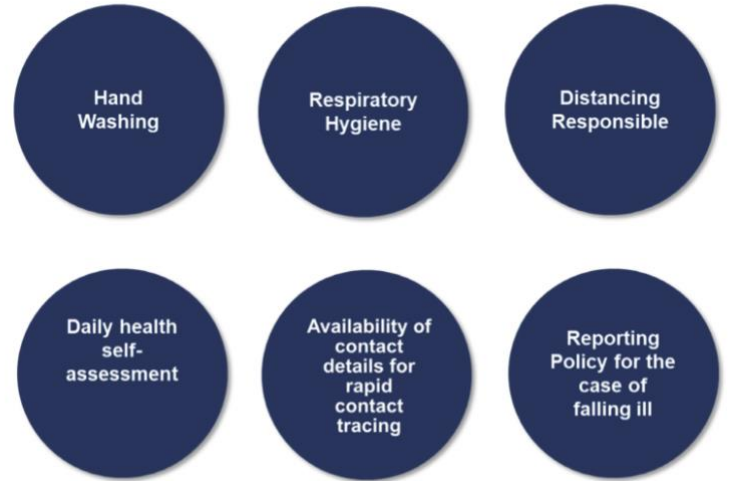 Hand
Washing
Respiratory
Hygiene
Distancing
Responsible
Daily health
self-
assessment
Availability of
contact
details for
rapid
contact
tracing
Reporting
Policy for the
case of
falling ill